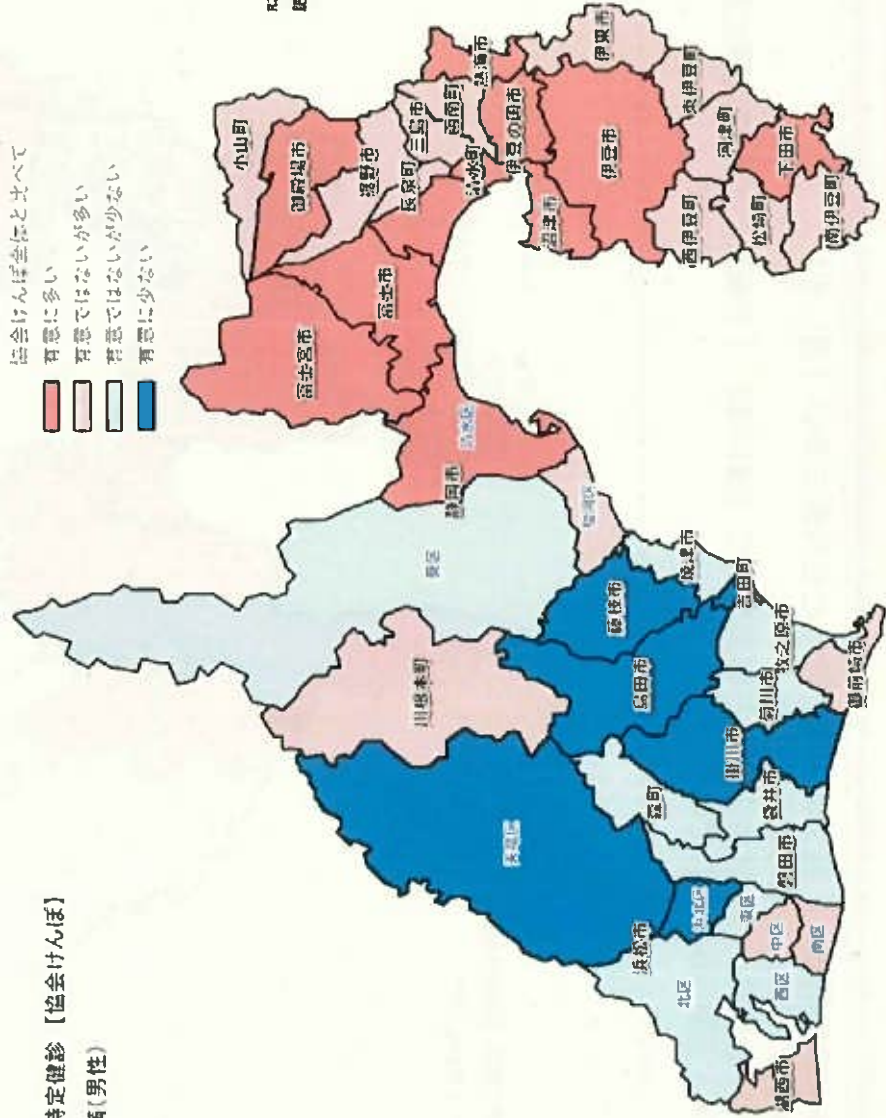 特定健診【協会けんぽ】
(男性)
協会けんぽ全体と比べて
有意に多い
有意ではないが多い
有意ではないが少ない
有意に少ない
小山町
御殿場市
裾野市
三島市
函南町
熱海市
長泉町
清水町
伊豆の国市
伊東市
沼津市
伊豆市
東伊豆町
西伊豆町
河津町
松崎町
下田市
南伊豆町
富士宮市
富士市
清水区
静岡市
葵区
駿河区
川根本町
藤枝市
焼津市
島田市
吉田町
牧之原市
菊川市
御前崎市
掛川市
森町
袋井市
磐田市
天竜区
浜松市
浜北区
北区
東区
中区
西区
南区
湖西市